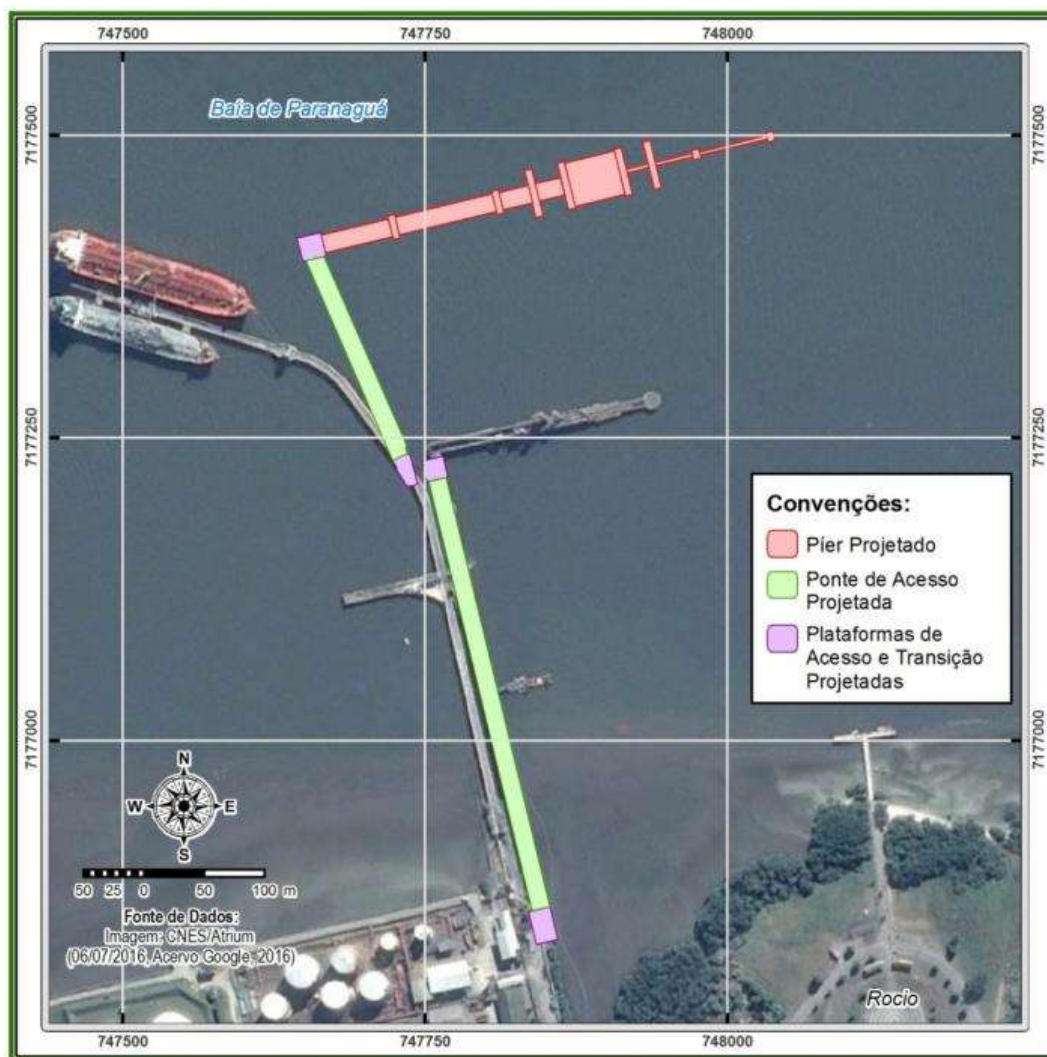 747500 747750 748000
Baía de Paranaguá
7177500 7177500
7177250 7177250
Convenções:
Píer Projetado
Ponte de Acesso
Projetada
Plataformas de
Acesso e Transição
Projetadas
7177000 7177000
N
W E
S
50 25 0 50 100 m
Fonte de Dados:
Imagem: CNES/Atrium
(06/07/2016, Acervo Google, 2016)
Rocio
747500 747750 748000